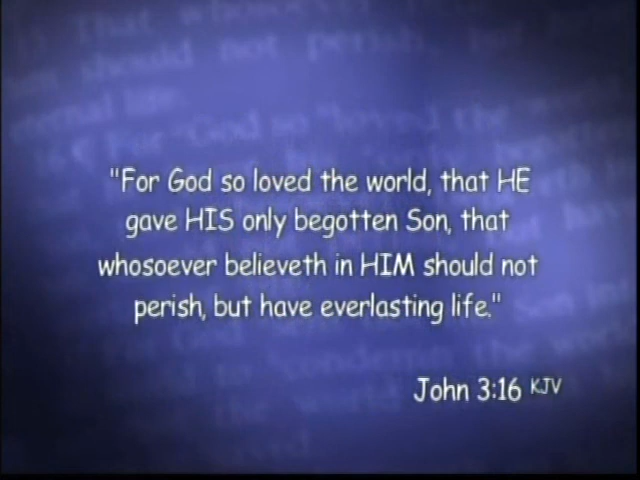 "For God so loved the world, that HE
gave HIS only begotten Son, that
whosoever believeth in HIM should not
perish, but have everlasting life."
John 3:16 KJV